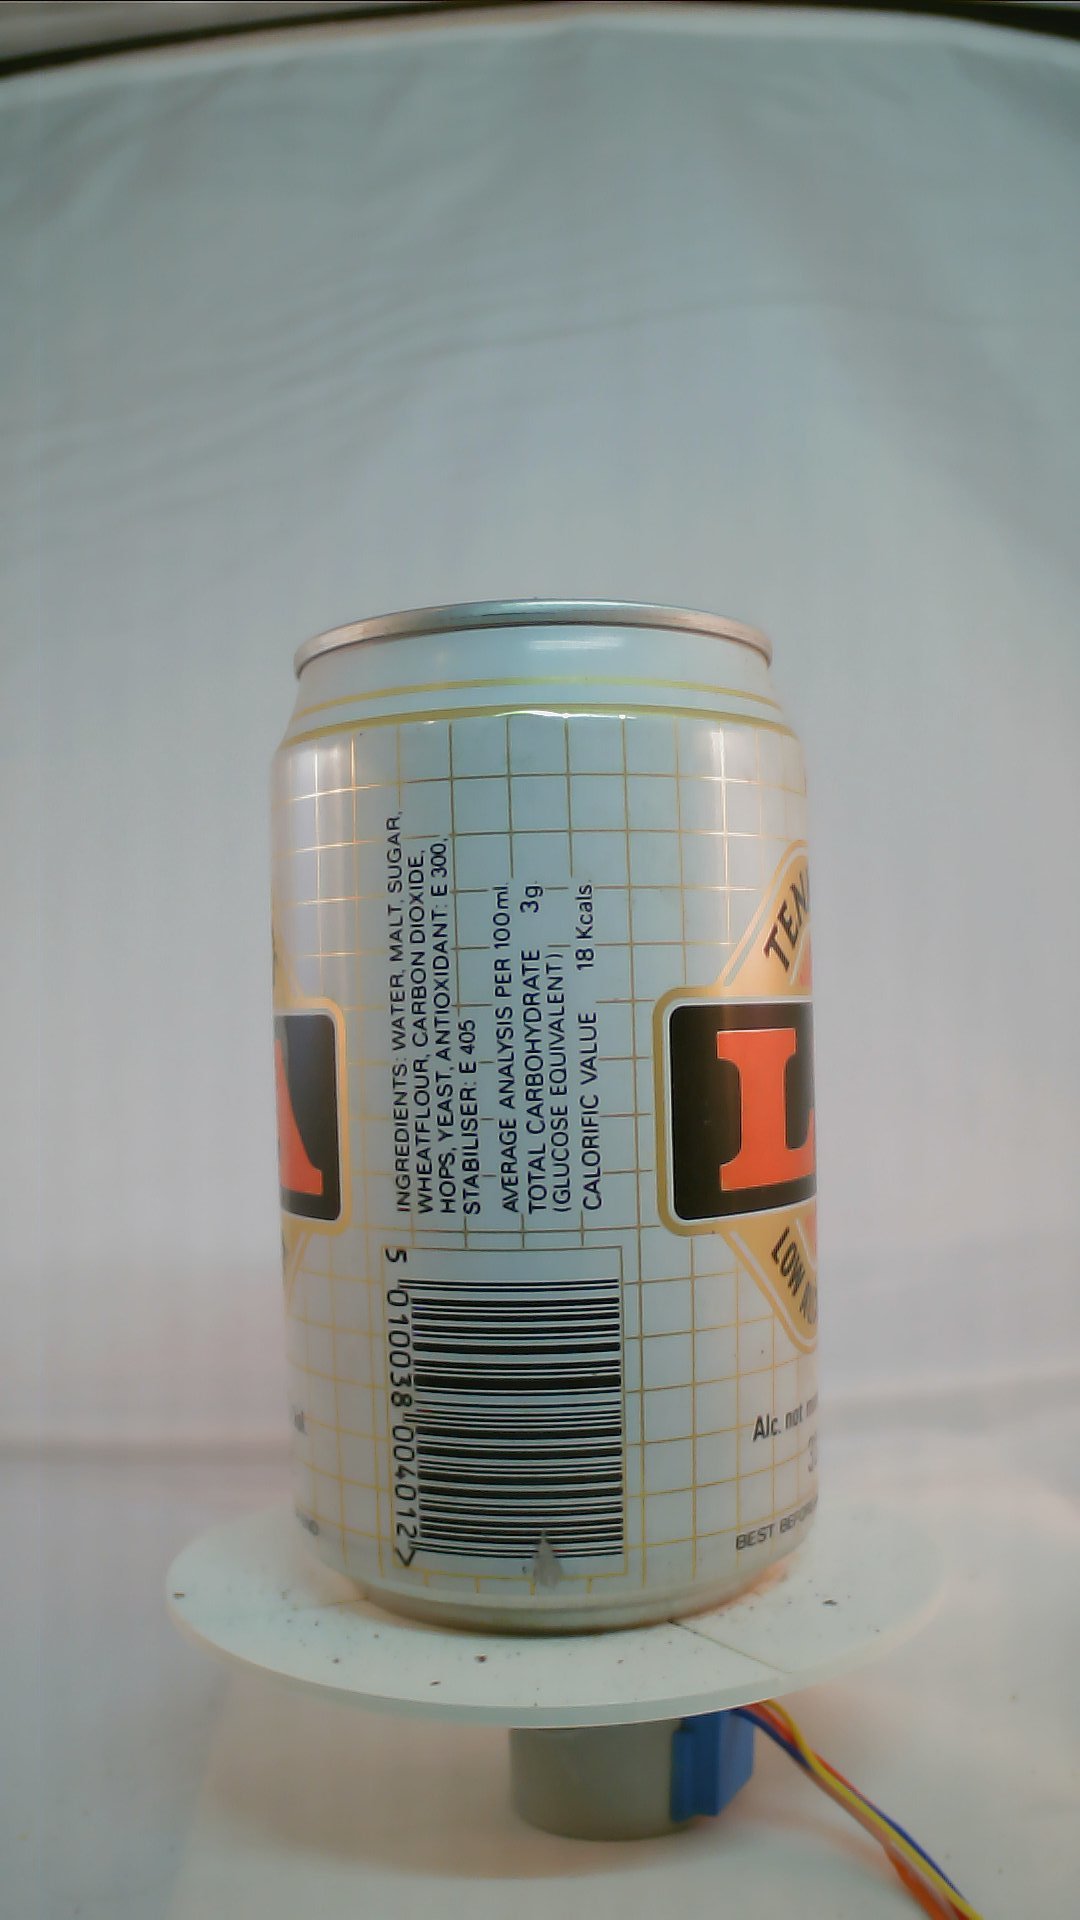 INGREDIENTS: WATER, MALT, SUGAR,
WHEATFLOUR, CARBON DIOXIDE,
HOPS, YEAST, ANTIOXIDANT: E 300,
STABILISER: E 405
AVERAGE ANALYSIS PER 100ml.
TOTAL CARBOHYDRATE 3g.
(GLUCOSE EQUIVALENT)
CALORIFIC VALUE 18 Kcals.
5 010038 004012>
L
LOW
Alc. not
BEST